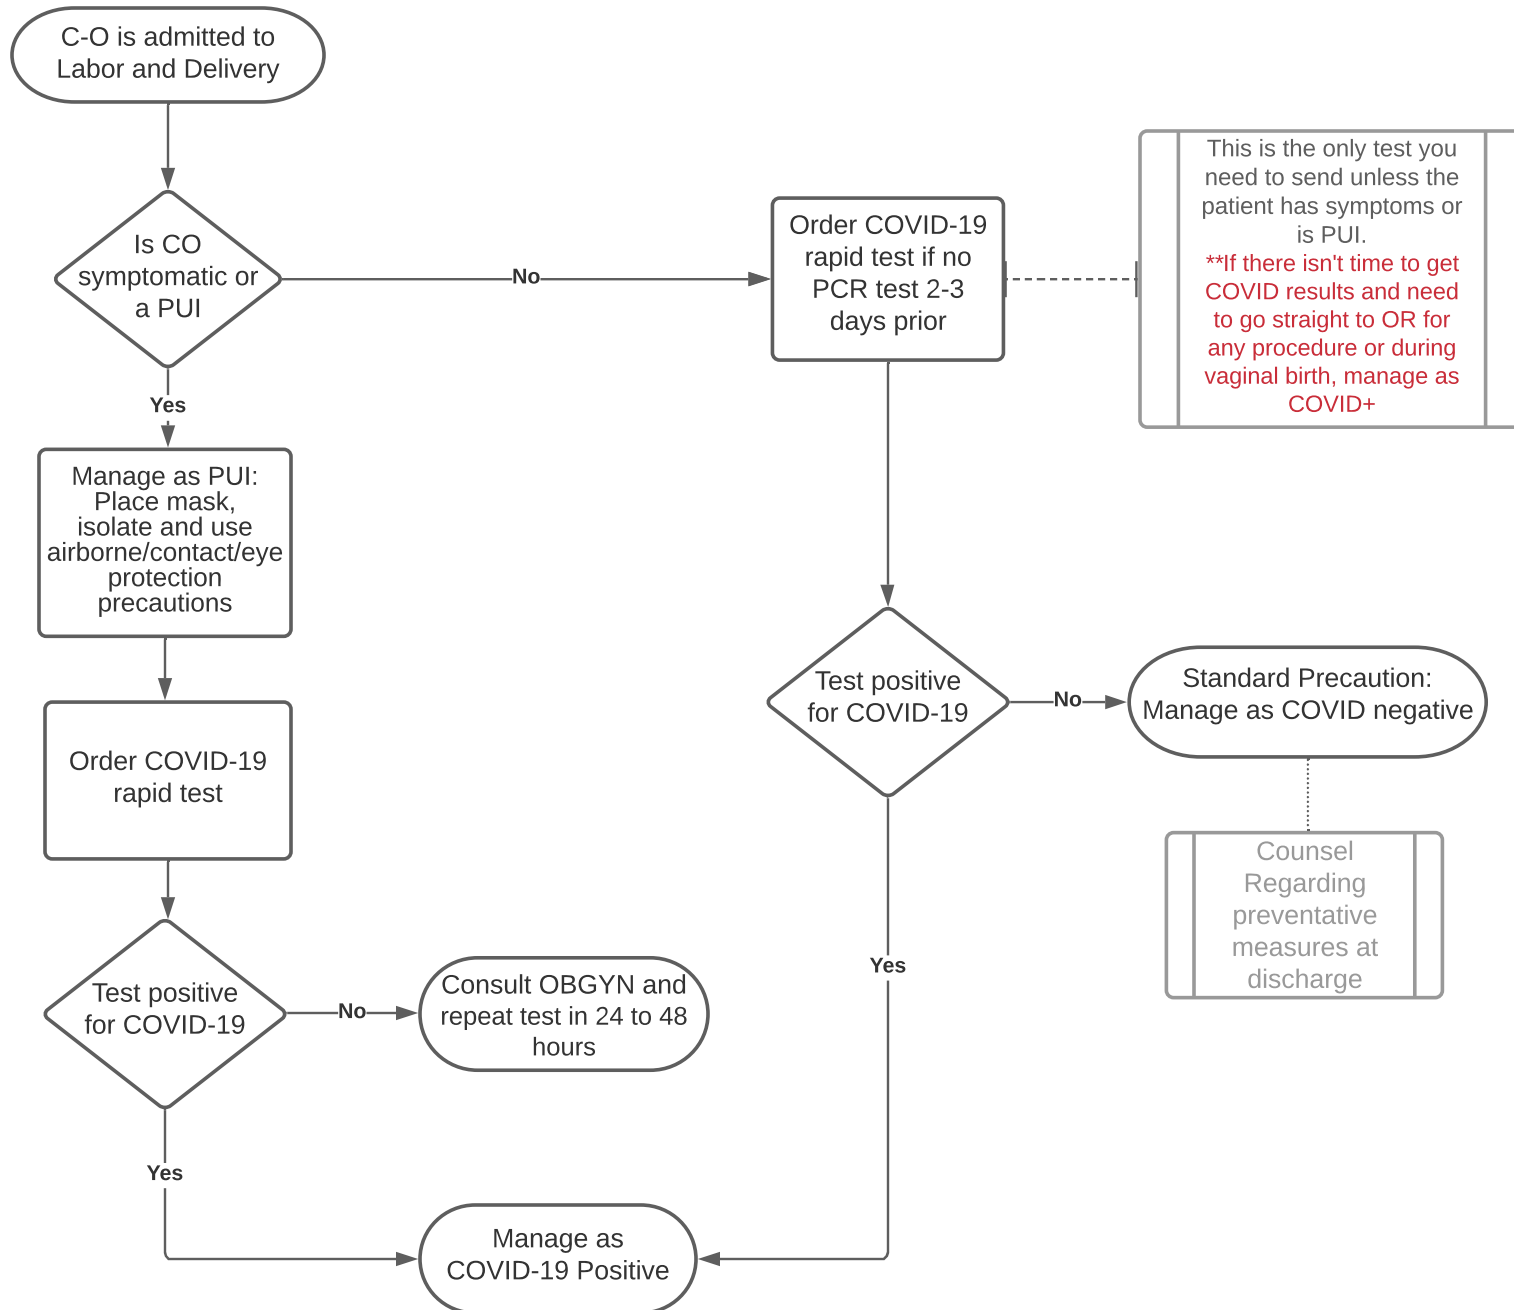 C-O is admitted to
Labor and Delivery
Is CO
symptomatic or
a PUI
No
Order COVID-19
rapid test if no
PCR test 2-3
days prior
This is the only test you
need to send unless the
patient has symptoms or
is PUI.
**If there isn't time to get
COVID results and need
to go straight to OR for
any procedure or during
vaginal birth, manage as
COVID+
Yes
Manage as PUI:
Place mask,
isolate and use
airborne/contact/eye
protection
precautions
Order COVID-19
rapid test
Test positive
for COVID-19
No
Standard Precaution:
Manage as COVID negative
Counsel
Regarding
preventative
measures at
discharge
Test positive
for COVID-19
No
Consult OBGYN and
repeat test in 24 to 48
hours
Yes
Yes
Manage as
COVID-19 Positive